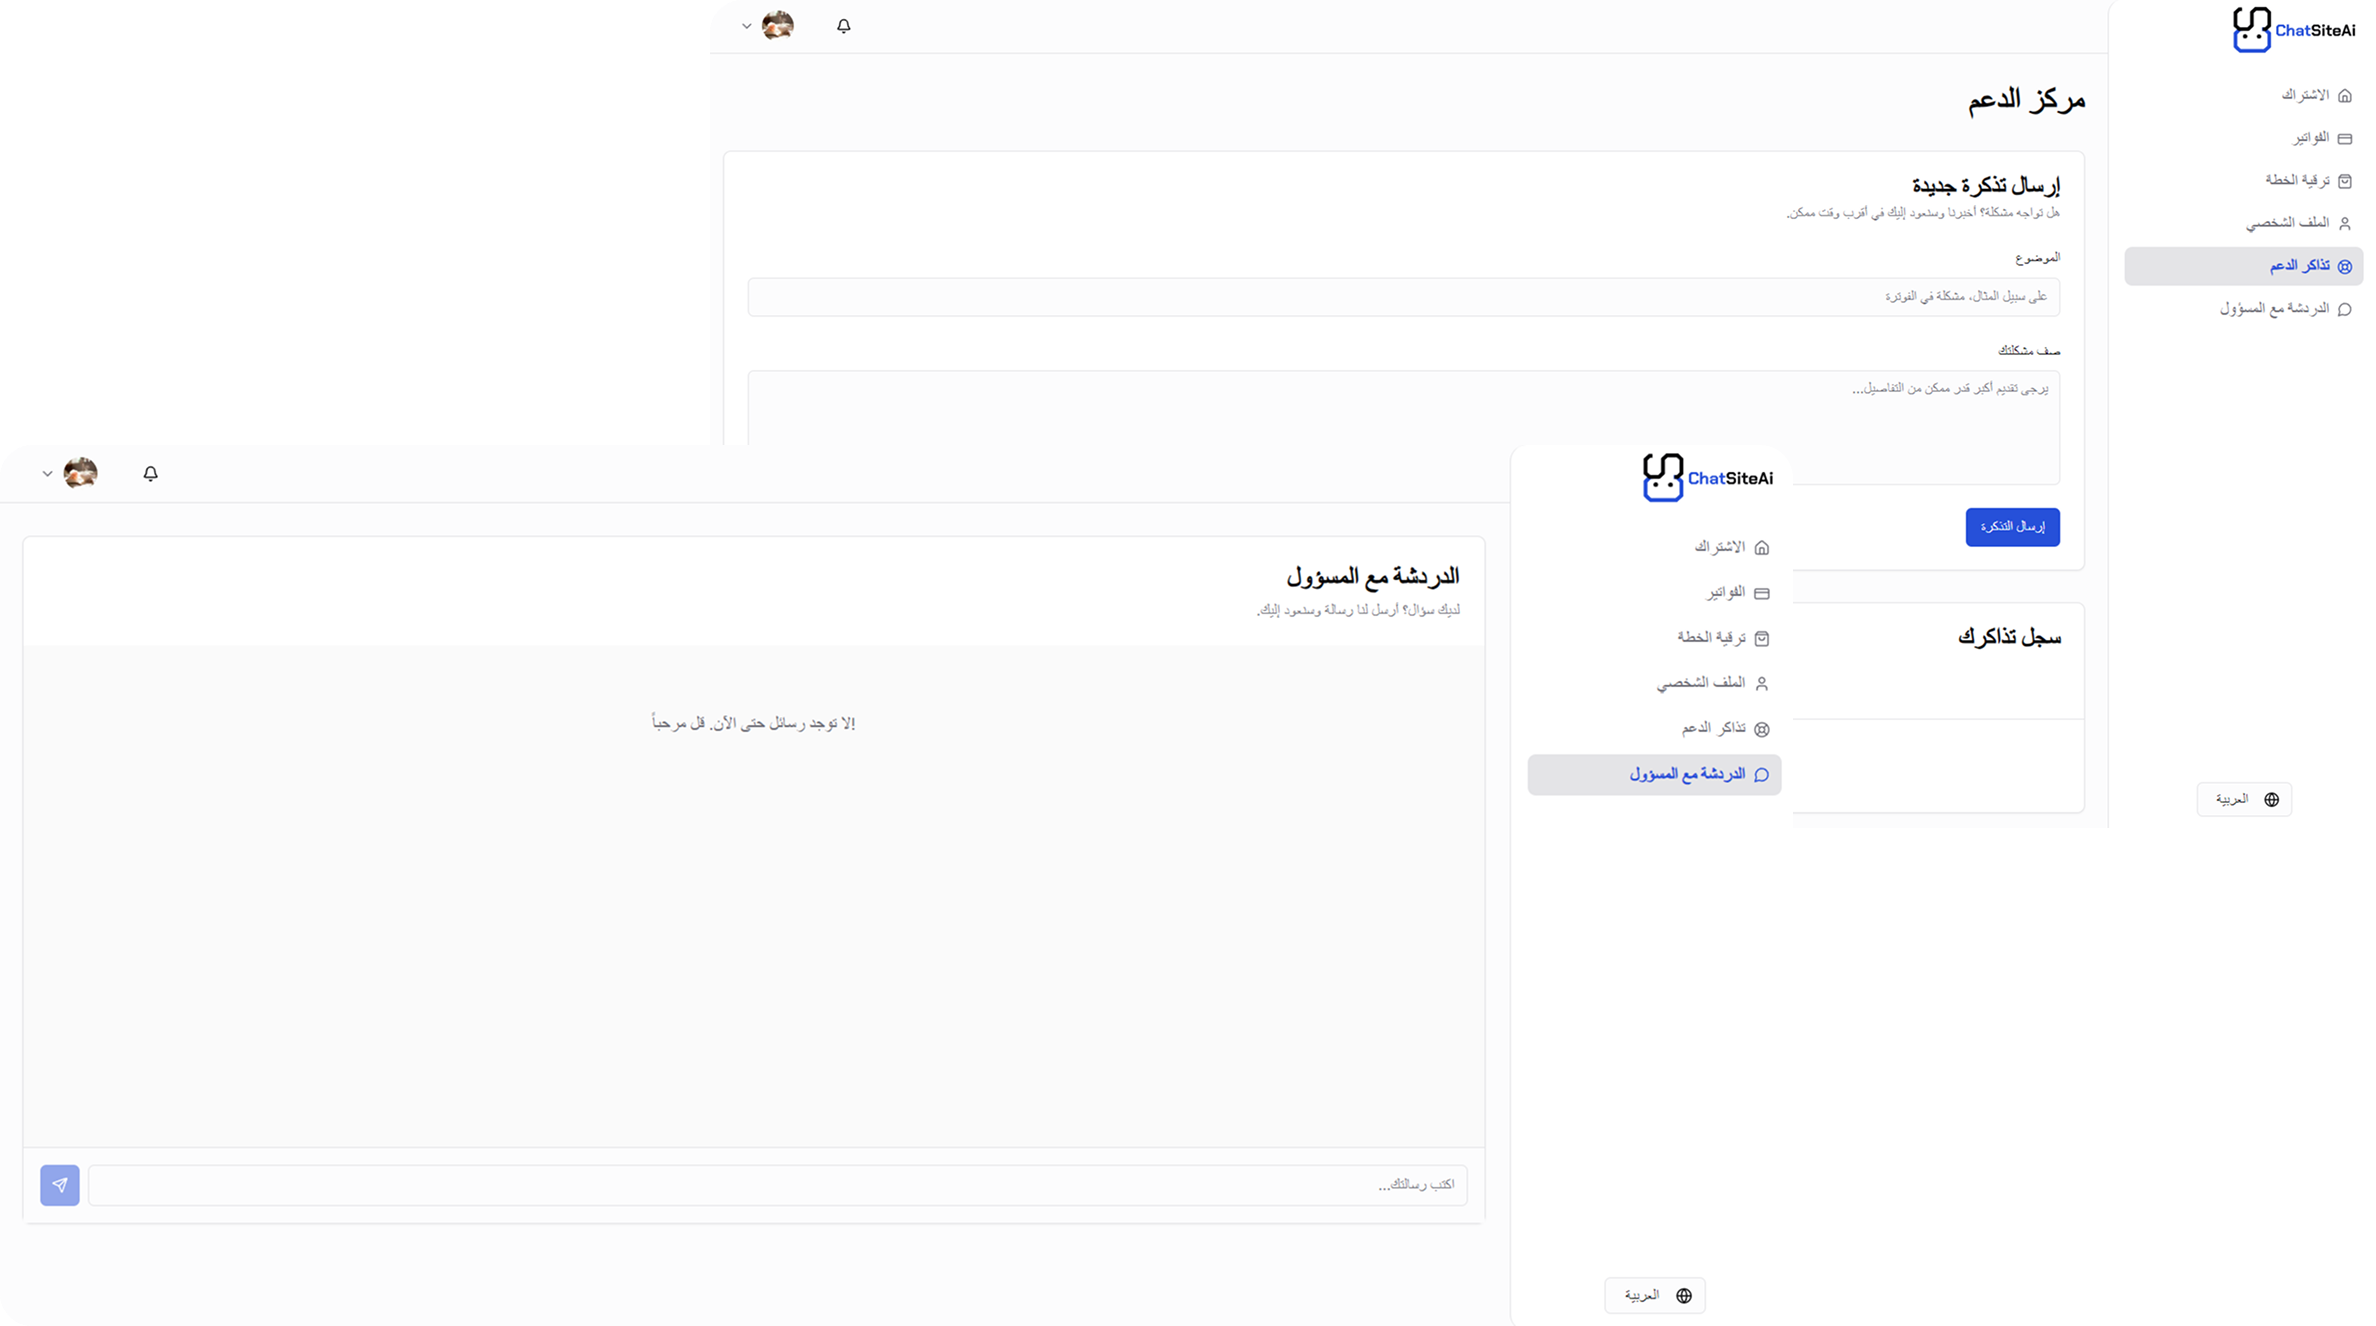 ChatSiteAi
الاشتراك
الفواتير
ترقية الخطة
الملف الشخصي
تذاكر الدعم
الدردشة مع المسؤول
العربية
مركز الدعم
إرسال تذكرة جديدة
هل تواجه مشكلة؟ أخبرنا وسنعود إليك في أقرب وقت ممكن.
الموضوع
على سبيل المثال، مشكلة في الفوترة
صف مشكلتك
يرجى تقديم أكبر قدر ممكن من التفاصيل...
إرسال التذكرة
سجل تذاكرك
ChatSiteAi
الاشتراك
الفواتير
ترقية الخطة
الملف الشخصي
تذاكر الدعم
الدردشة مع المسؤول
العربية
الدردشة مع المسؤول
لديك سؤال؟ أرسل لنا رسالة وسنعود إليك.
لا توجد رسائل حتى الآن. قل مرحباً!
اكتب رسالتك...